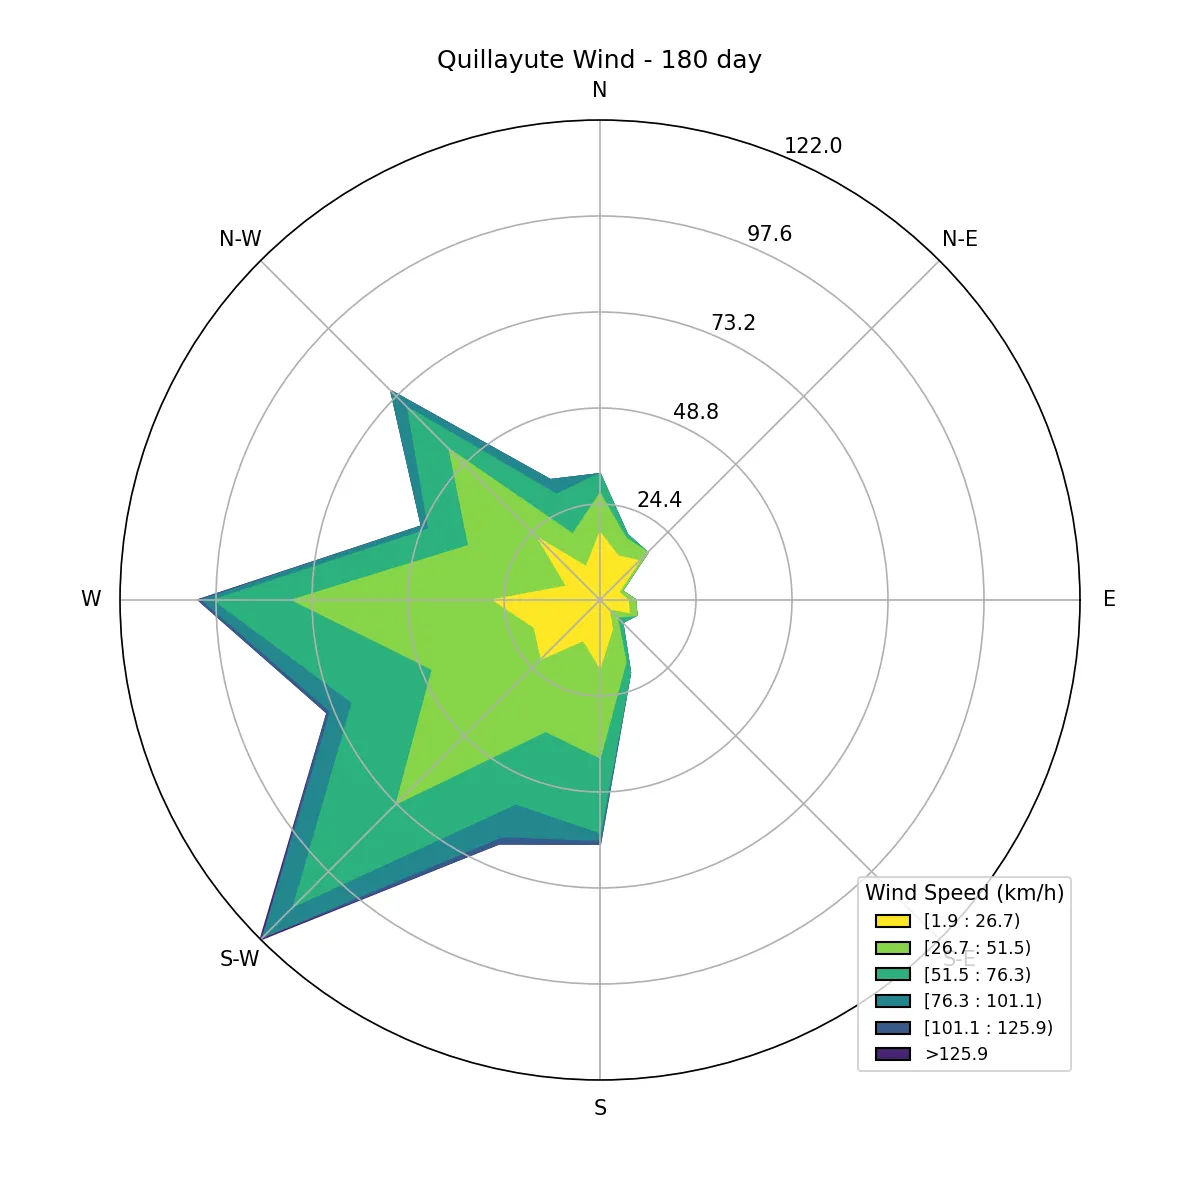 Quillayute Wind - 180 day
N
122.0
N-W
97.6
N-E
73.2
48.8
24.4
W
E
S-W
S-E
S
Wind Speed (km/h)
[1.9 : 26.7)
[26.7 : 51.5)
[51.5 : 76.3)
[76.3 : 101.1)
[101.1 : 125.9)
>125.9